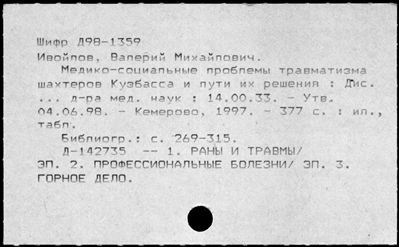 Шифр Д98-1359
Ивойлов, Валерий Михайлович.
Медико-социальные проблемы травматизма
шахтеров Кузбасса и пути их решения : Дис.
... д-ра мед. наук : 14.00.33. - Утв.
04.06.98. - Кемерово, 1997. - 377 с. : ил.,
табл.
Библиогр.: с. 269-315.
Д-142735 -- 1. РАНЫ И ТРАВМЫ/
ЭП. 2. ПРОФЕССИОНАЛЬНЫЕ БОЛЕЗНИ/ ЭП. 3.
ГОРНОЕ ДЕЛО.